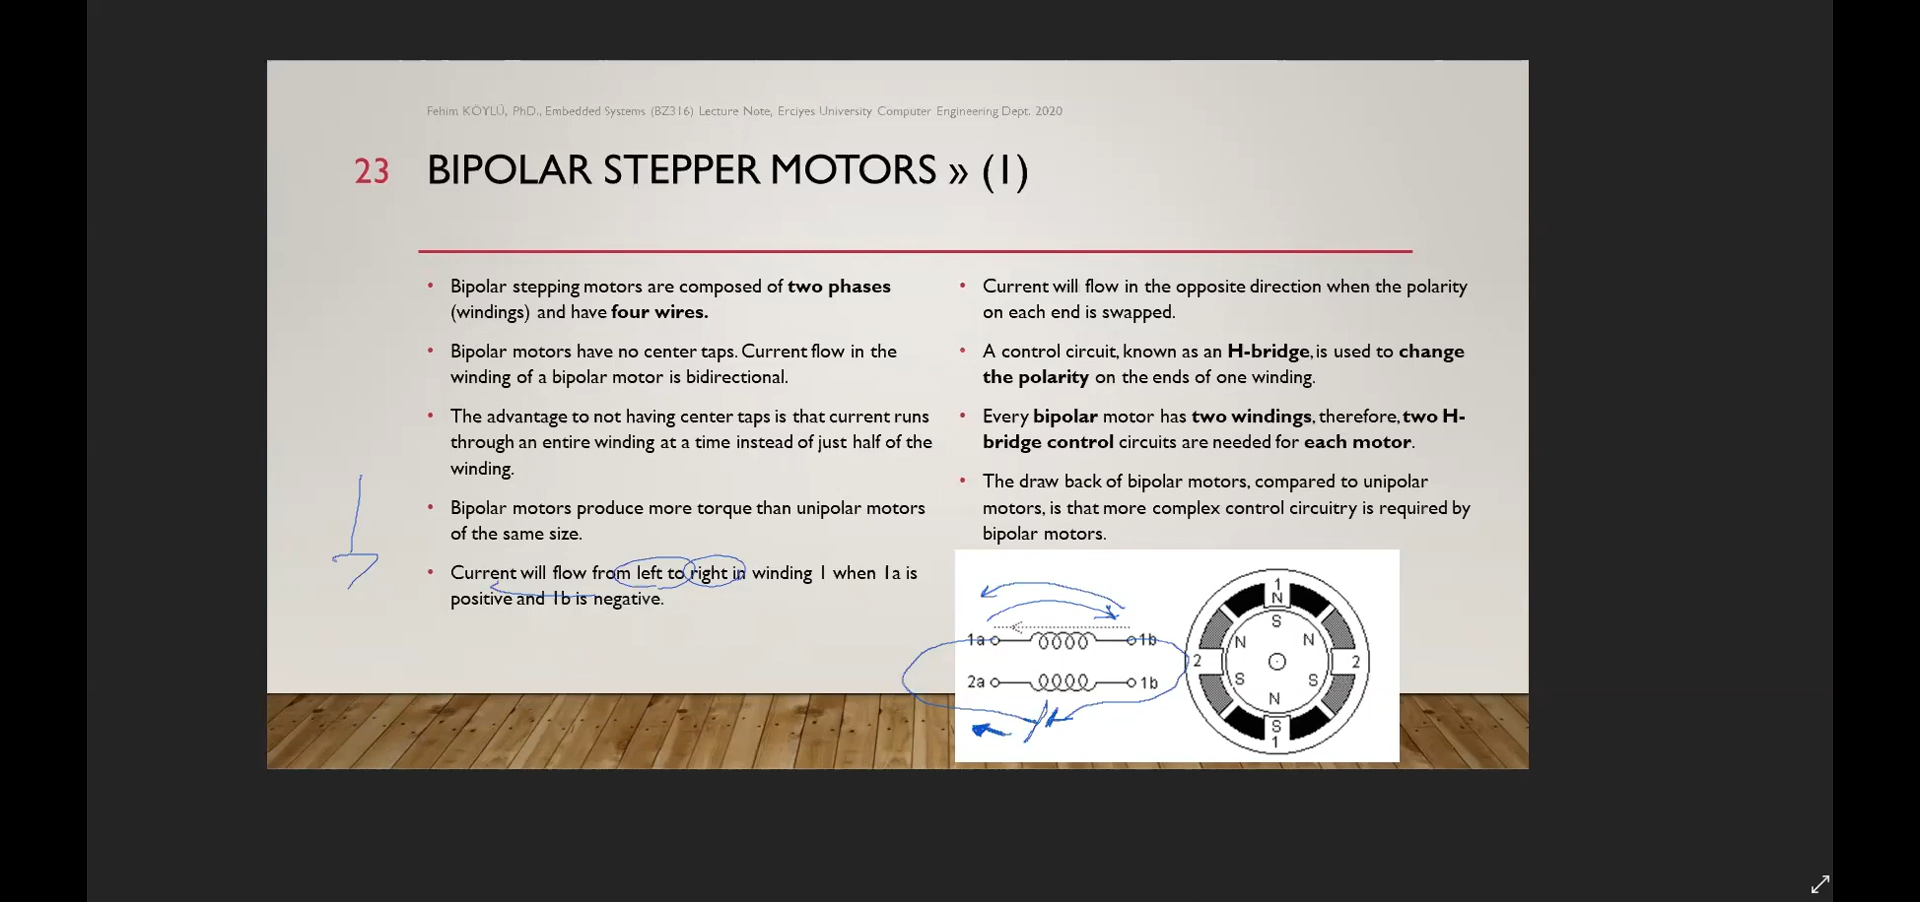 Fehim KÖYLÜ, PhD., Embedded Systems (BZ316) Lecture Note, Erciyes University Computer Engineering Dept. 2020
23
BIPOLAR STEPPER MOTORS » (1)
• Bipolar stepping motors are composed of two phases
(windings) and have four wires.
• Bipolar motors have no center taps. Current flow in the
winding of a bipolar motor is bidirectional.
• The advantage to not having center taps is that current runs
through an entire winding at a time instead of just half of the
winding.
• Bipolar motors produce more torque than unipolar motors
of the same size.
• Current will flow from left to right in winding 1 when 1a is
positive and 1b is negative.
• Current will flow in the opposite direction when the polarity
on each end is swapped.
• A control circuit, known as an H-bridge, is used to change
the polarity on the ends of one winding.
• Every bipolar motor has two windings, therefore, two H-
bridge control circuits are needed for each motor.
• The draw back of bipolar motors, compared to unipolar
motors, is that more complex control circuitry is required by
bipolar motors.
1a 1b
2a 1b
1
N
S
N N
2 2
S S
N
S
1